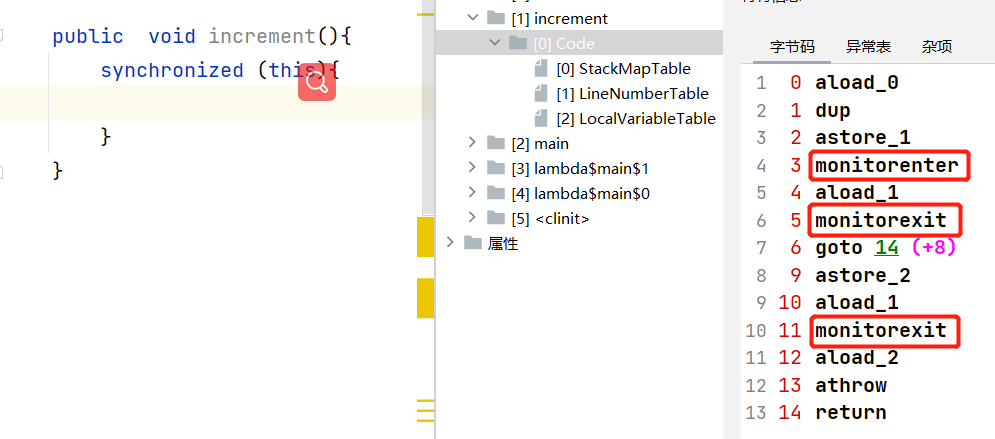 public void increment(){
synchronized (this){
}
}
[1] increment
[0] Code
[0] StackMapTable
[1] LineNumberTable
[2] LocalVariableTable
[2] main
[3] lambda$main$1
[4] lambda$main$0
[5] <clinit>
属性
字节码 异常表 杂项
1 0 aload_0
2 1 dup
3 2 astore_1
4 3 monitorenter
5 4 aload_1
6 5 monitorexit
7 6 goto 14 (+8)
8 9 astore_2
9 10 aload_1
10 11 monitorexit
11 12 aload_2
12 13 athrow
13 14 return